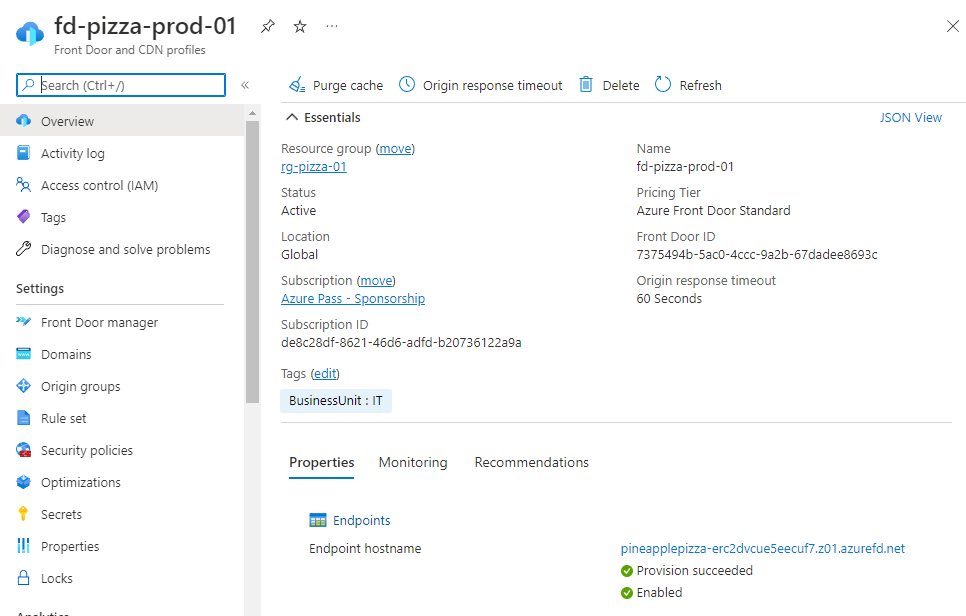 fd-pizza-prod-01
Front Door and CDN profiles
Search (Ctrl+/)
«
Overview
Activity log
Access control (IAM)
Tags
Diagnose and solve problems
Settings
Front Door manager
Domains
Origin groups
Rule set
Security policies
Optimizations
Secrets
Properties
Locks
Analytics
Purge cache Origin response timeout Delete Refresh
Essentials JSON View
Resource group (move)
rg-pizza-01
Status
Active
Location
Global
Subscription (move)
Azure Pass - Sponsorship
Subscription ID
de8c28df-8621-46d6-adfd-b20736122a9a
Name
fd-pizza-prod-01
Pricing Tier
Azure Front Door Standard
Front Door ID
7375494b-5ac0-4ccc-9a2b-67dadee8693c
Origin response timeout
60 Seconds
Tags (edit)
BusinessUnit : IT
Properties Monitoring Recommendations
Endpoints
Endpoint hostname pineapplepizza-erc2dvcue5eecuf7.z01.azurefd.net
Provision succeeded
Enabled